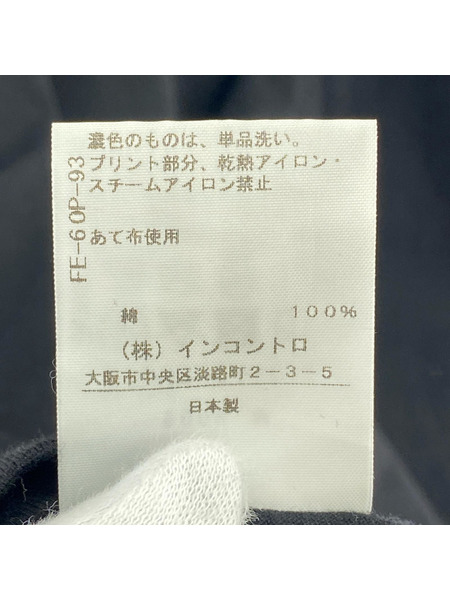 濃色のものは、単品洗い。
プリント部分、乾熱アイロン・
スチームアイロン禁止
あて布使用
FE-60P-93
綿 100%
(株)インコントロ
大阪市中央区淡路町2-3-5
日本製